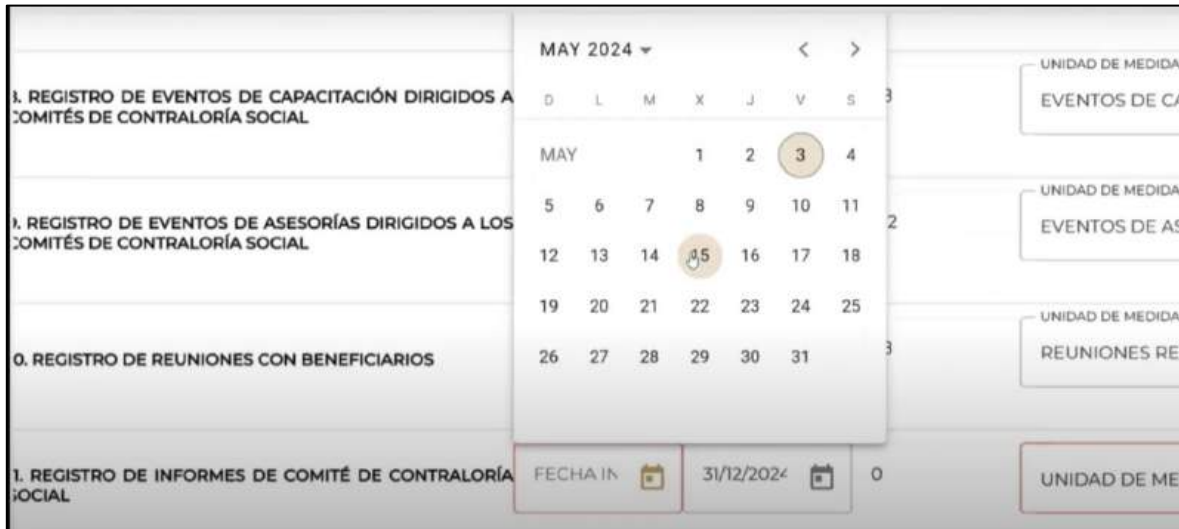 MAY 2024
UNIDAD DE MEDIDA
. REGISTRO DE EVENTOS DE CAPACITACIÓN DIRIGIDOS A
COMITÉS DE CONTRALORÍA SOCIAL
D L M X J V S
EVENTOS DE CA
MAY 1 2 3 4
UNIDAD DE MEDIDA
5 6 7 8 9 10 11
. REGISTRO DE EVENTOS DE ASESORÍAS DIRIGIDOS A LOS
COMITÉS DE CONTRALORÍA SOCIAL
2
EVENTOS DE AS
12 13 14 15 16 17 18
19 20 21 22 23 24 25
UNIDAD DE MEDIDA
0. REGISTRO DE REUNIONES CON BENEFICIARIOS
26 27 28 29 30 31
REUNIONES RE
1. REGISTRO DE INFORMES DE COMITÉ DE CONTRALORÍA
SOCIAL
FECHA IN
31/12/2024
0
UNIDAD DE ME